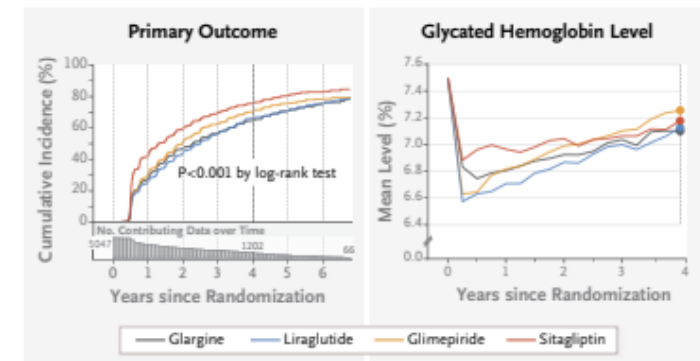 Primary Outcome
Cumulative Incidence (%)
100
80
60
40
20
0
P<0.001 by log-rank test
No. Contributing Data over Time
5047
1202
66
0 1 2 3 4 5 6
Years since Randomization
Glycated Hemoglobin Level
Mean Level (%)
7.6
7.4
7.2
7.0
6.8
6.6
6.4
0.0
0 1 2 3 4
Years since Randomization
Glargine Liraglutide Glimepiride Sitagliptin